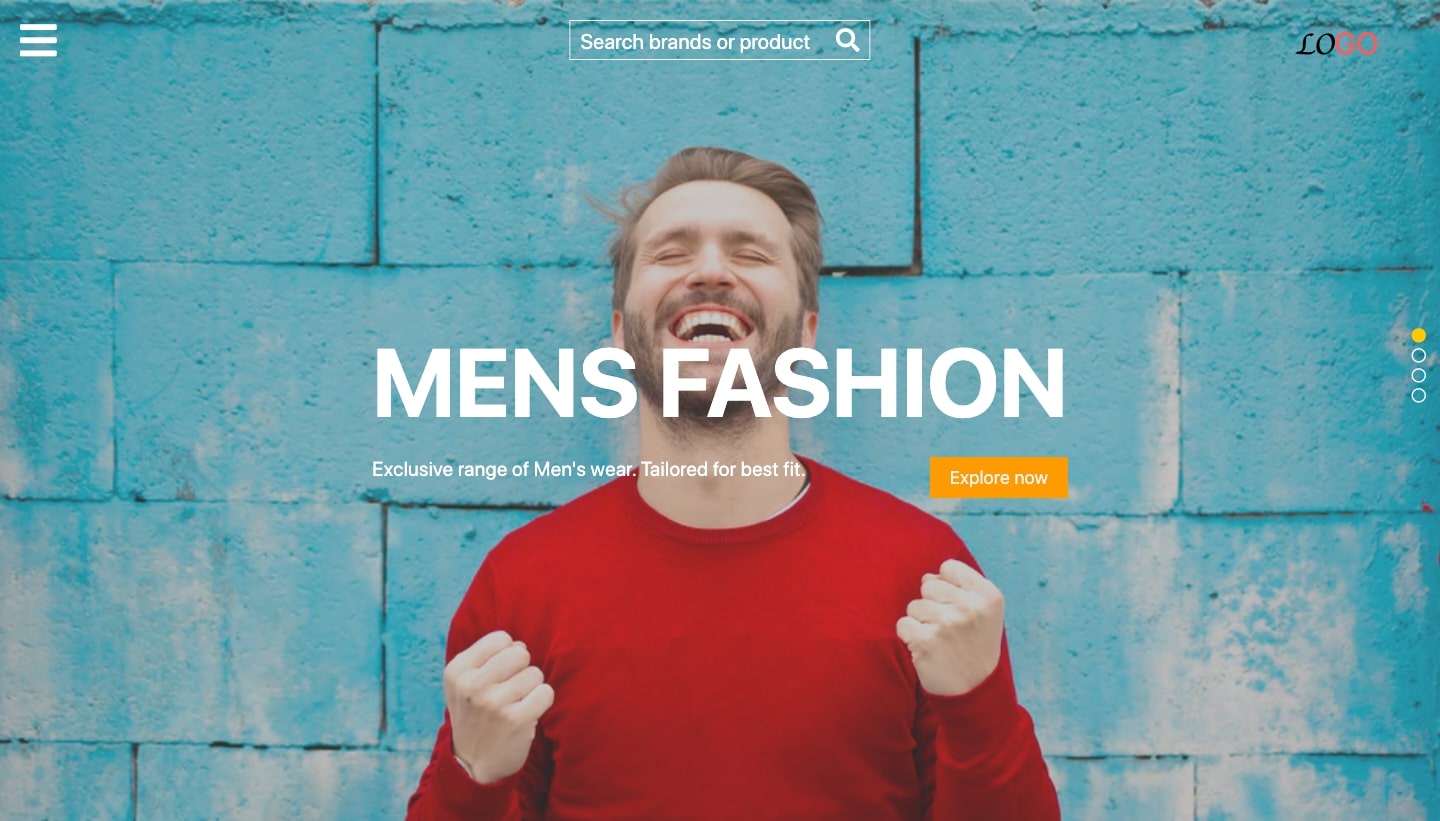 Search brands or product
LOGO
MENS FASHION
Exclusive range of Men's wear. Tailored for best fit.
Explore now